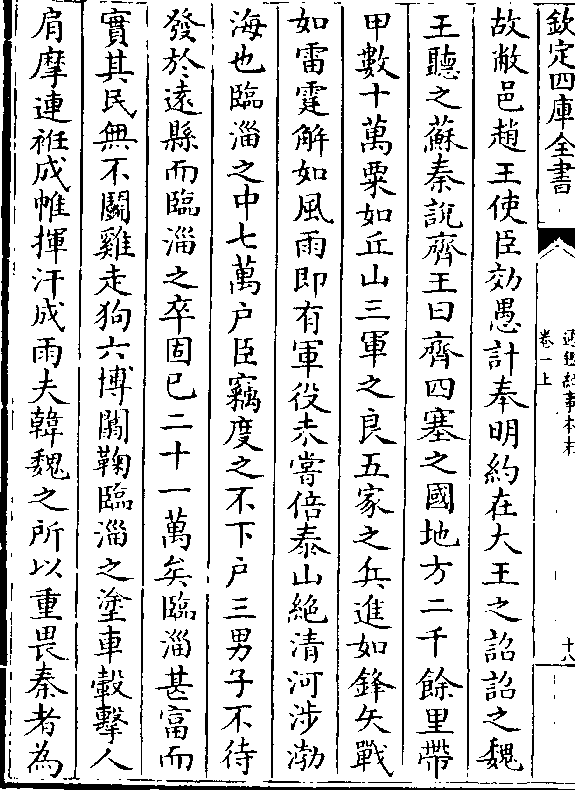 欽定四庫全書
通鑑紀事本末
卷一上
十八
故敝邑趙王使臣効愚計奉明約在大王之詔詔之魏
王聽之蘇秦說齊王曰齊四塞之國地方二千餘里帶
甲數十萬粟如丘山三軍之良五家之兵進如鋒矢戰
如雷霆解如風雨即有軍役未嘗倍泰山絶清河涉渤
海也臨淄之中七萬户臣竊度之不下户三男子不待
發於遠縣而臨淄之卒固已二十一萬矣臨淄甚富而
實其民無不鬭雞走狗六博闒鞠臨淄之塗車轂擊人
肩摩連袵成帷揮汗成雨夫韓魏之所以重畏秦者為